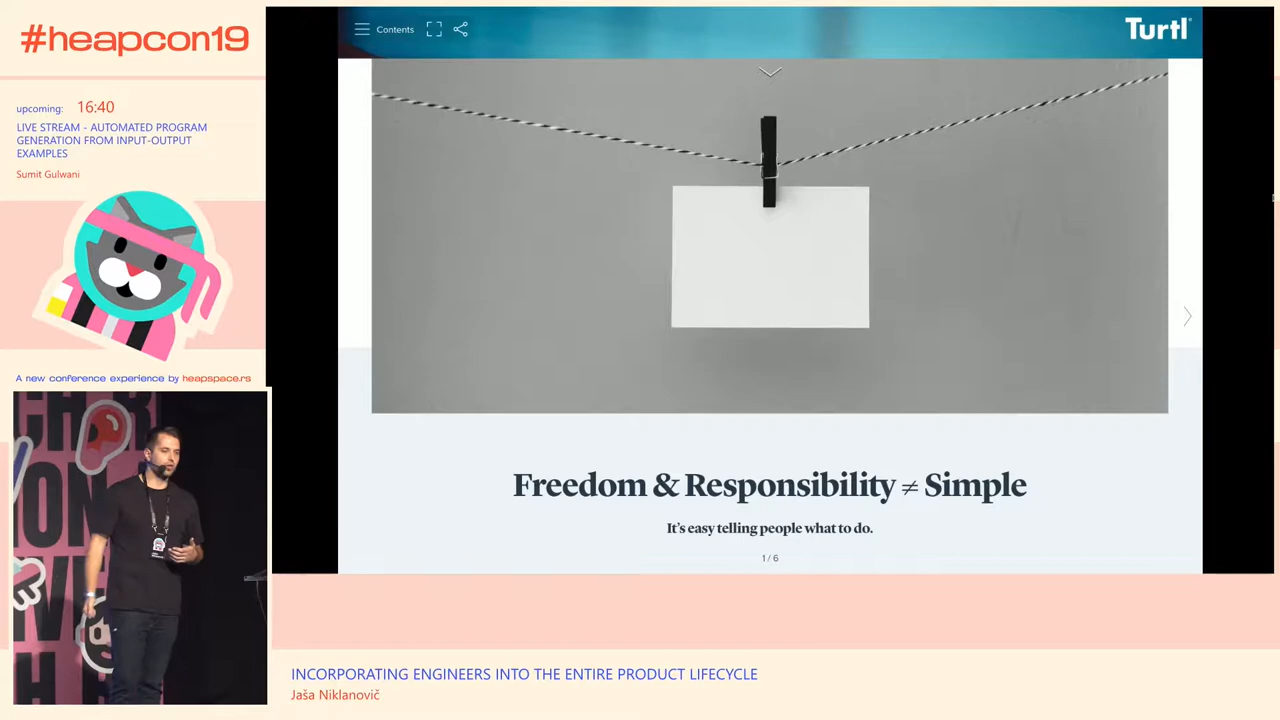 #heapcon19
upcoming: 16:40
LIVE STREAM - AUTOMATED PROGRAM
GENERATION FROM INPUT-OUTPUT
EXAMPLES
Sumit Gulwani
A new conference experience by heapspace.rs
Contents
Turtl
Freedom & Responsibility ≠ Simple
It's easy telling people what to do.
1 / 6
INCORPORATING ENGINEERS INTO THE ENTIRE PRODUCT LIFECYCLE
Jaša Niklanovič